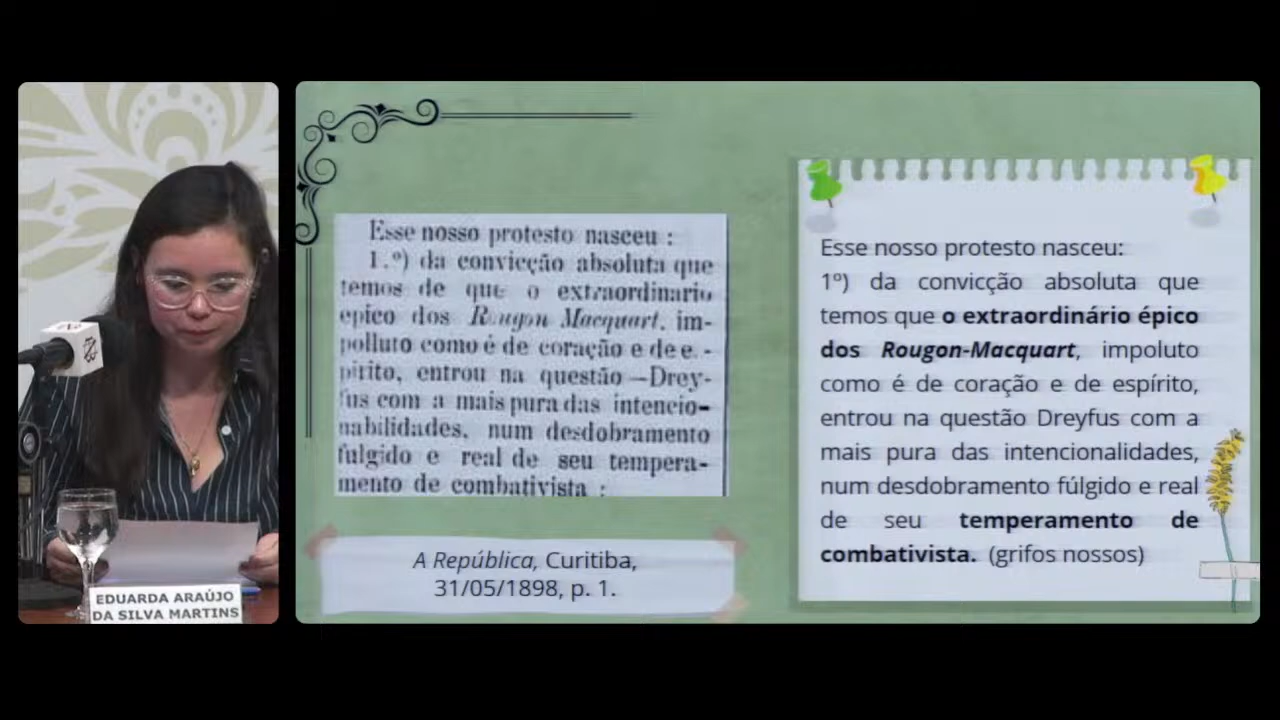 EDUARDA ARAÚJO
DA SILVA MARTINS
Esse nosso protesto nasceu :
1.º) da convicção absoluta que
temos de que o extraordinario
epico dos Rougon Macquart, im-
polluto como é de coração e de e. -
pirito, entrou na questão —Drey-
fus com a mais pura das intencio-
nabilidades, num desdobramento
fulgido e real de seu tempera-
mento de combativista :
A República, Curitiba,
31/05/1898, p. 1.
Esse nosso protesto nasceu:
1º) da convicção absoluta que
temos que o extraordinário épico
dos Rougon-Macquart, impoluto
como é de coração e de espírito,
entrou na questão Dreyfus com a
mais pura das intencionalidades,
num desdobramento fúlgido e real
de seu temperamento de
combativista. (grifos nossos)